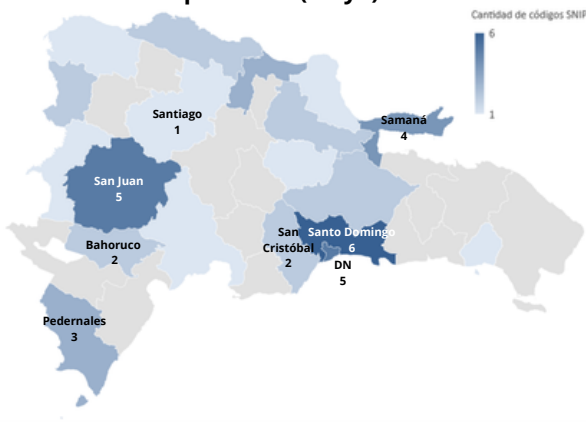 Cantidad de códigos SNIP
6
1
Santiago
1
Samaná
4
San Juan
5
San
Cristóbal
2
Santo Domingo
6
DN
5
Bahoruco
2
Pedernales
3